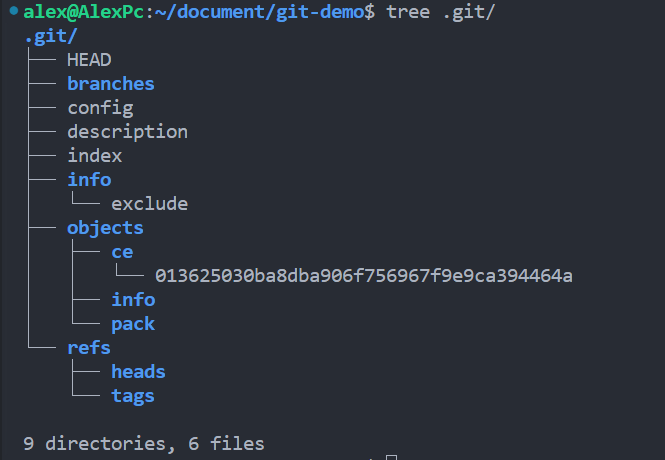 alex@AlexPc:~/document/git-demo$ tree .git/
.git/
├── HEAD
├── branches
├── config
├── description
├── index
├── info
│   └── exclude
├── objects
│   ├── ce
│   │   └── 013625030ba8dba906f756967f9e9ca394464a
│   ├── info
│   └── pack
└── refs
    ├── heads
    └── tags
9 directories, 6 files